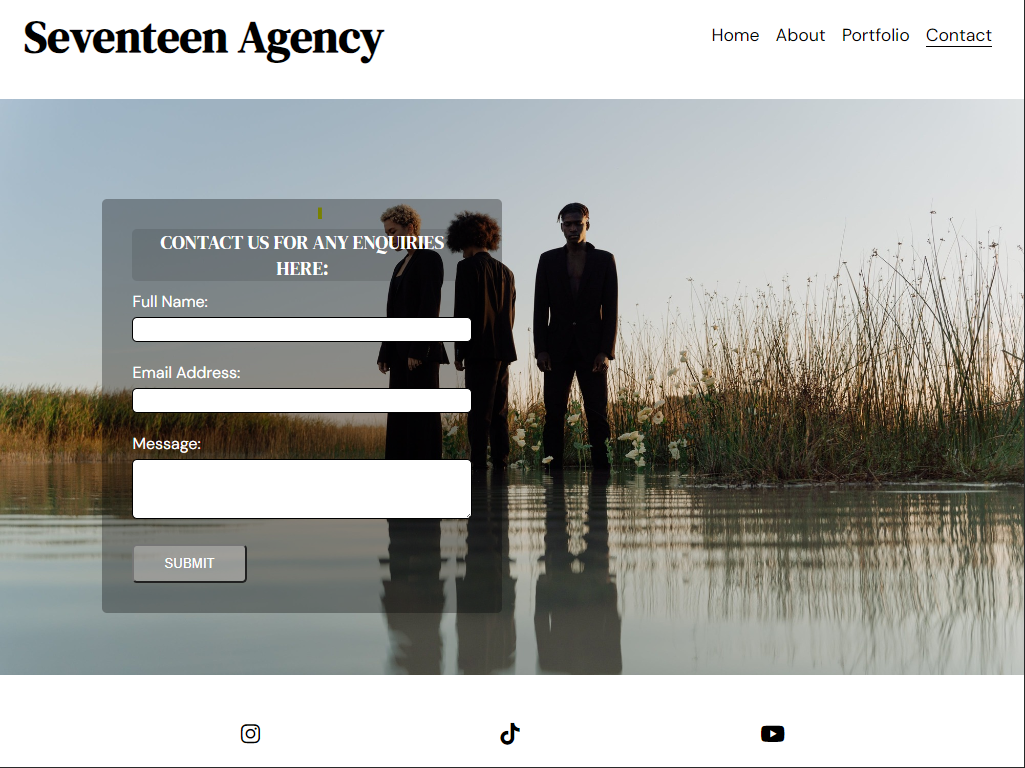 Seventeen Agency
Home About Portfolio Contact
CONTACT US FOR ANY ENQUIRIES
HERE:
Full Name:
Email Address:
Message:
SUBMIT